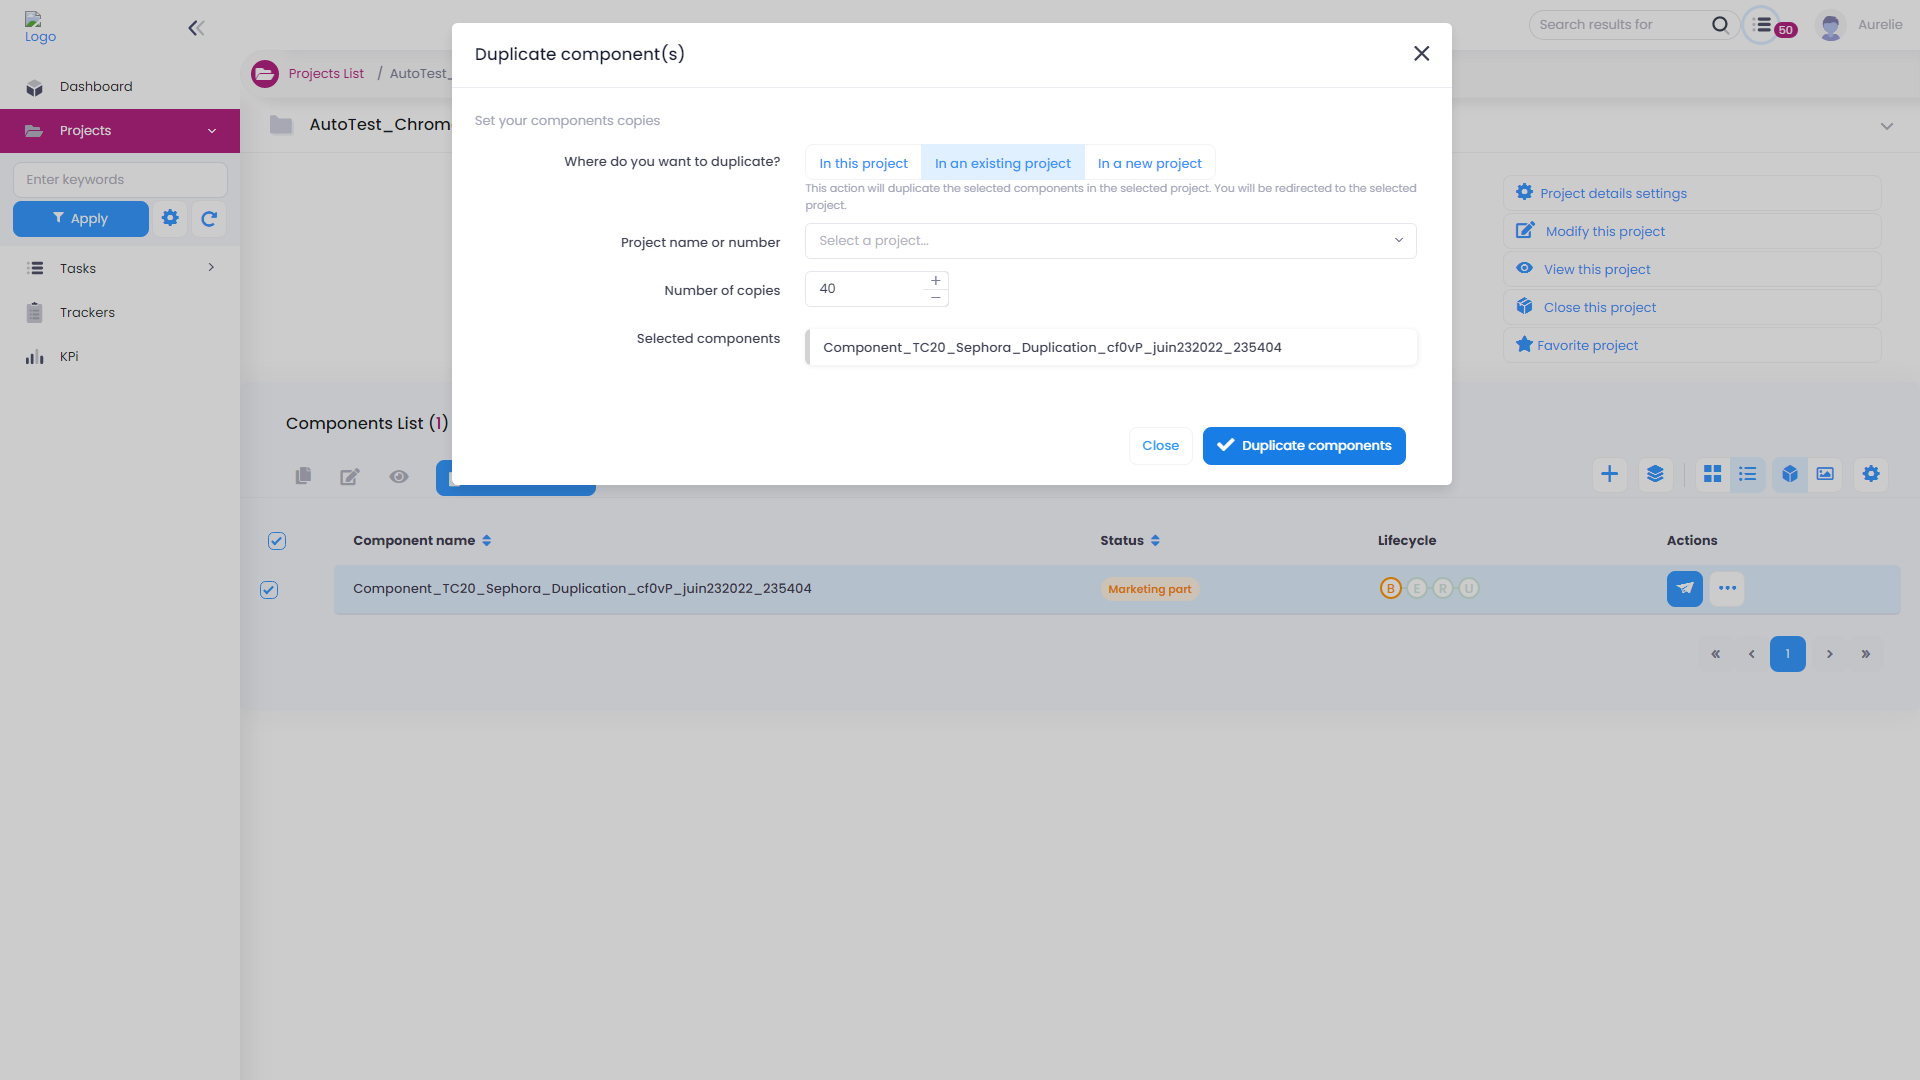 Logo
Search results for
50
Aurelie
Dashboard
Projects
Enter keywords
Apply
Tasks
Trackers
KPi
Projects List / AutoTest_
AutoTest_Chrom
Duplicate component(s)
Set your components copies
Where do you want to duplicate?
In this project
In an existing project
In a new project
This action will duplicate the selected components in the selected project. You will be redirected to the selected
project.
Project name or number
Select a project...
Number of copies
40
Selected components
Component_TC20_Sephora_Duplication_cf0vP_juin232022_235404
Close
Duplicate components
Project details settings
Modify this project
View this project
Close this project
Favorite project
Components List (1)
Component name
Status
Lifecycle
Actions
Component_TC20_Sephora_Duplication_cf0vP_juin232022_235404
Marketing part
B E R U
« ‹ 1 › »